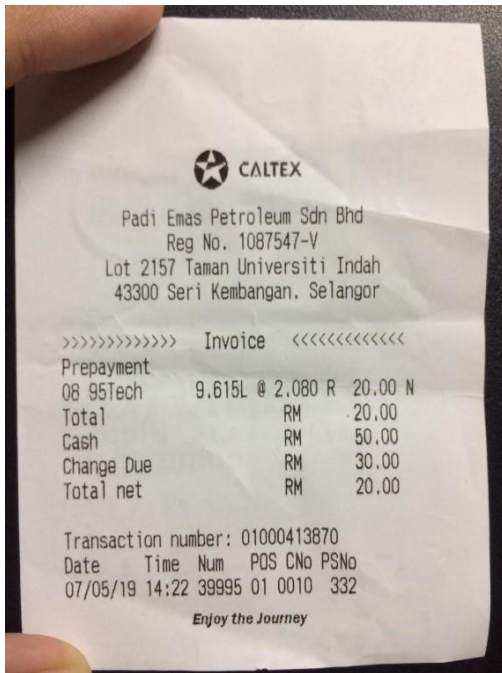 CALTEX
Padi Emas Petroleum Sdn Bhd
Reg No. 1087547-V
Lot 2157 Taman Universiti Indah
43300 Seri Kembangan. Selangor
>>>>>>>>>>>>> Invoice <<<<<<<<<<<<<
Prepayment
08 95Tech 9.615L @ 2.080 R 20.00 N
Total RM 20.00
Cash RM 50.00
Change Due RM 30.00
Total net RM 20.00
Transaction number: 01000413870
Date Time Num POS CNo PSNo
07/05/19 14:22 39995 01 0010 332
Enjoy the Journey